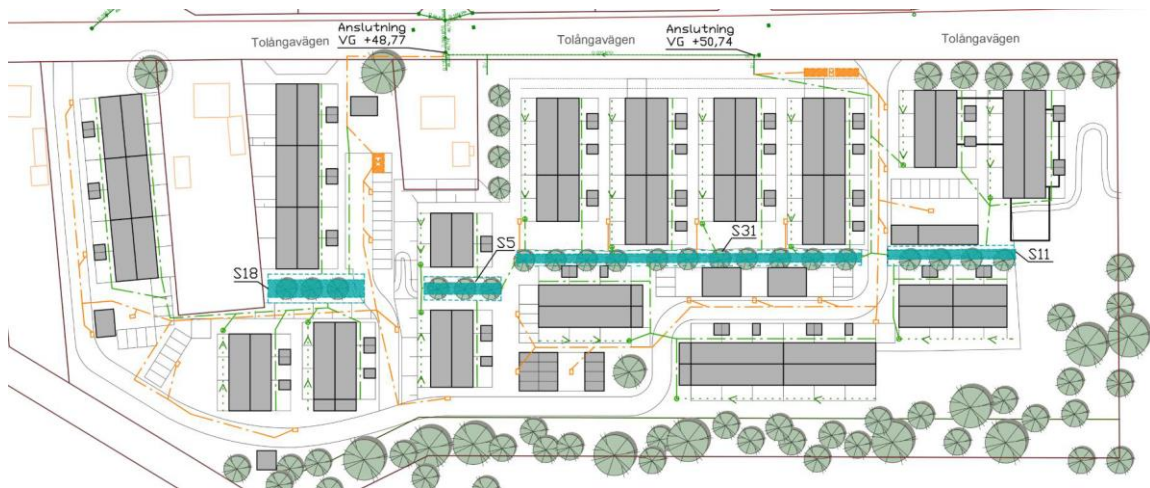 Anslutning
VG +48,77
Anslutning
VG +50,74
Tolångavägen
Tolångavägen
Tolångavägen
S5
S31
S18
S11